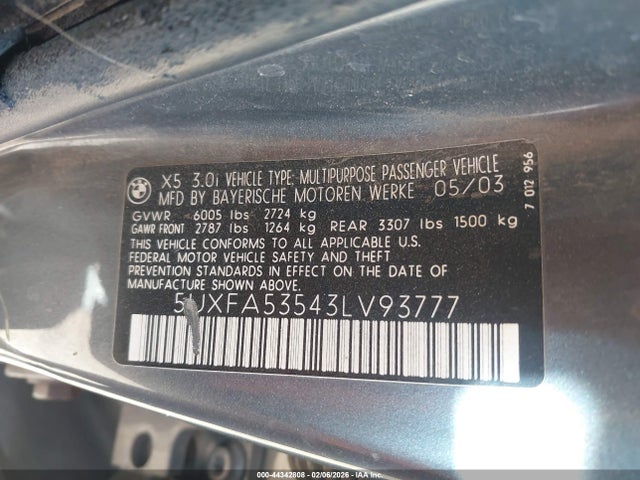 BMW
X5 3.0i VEHICLE TYPE: MULTIPURPOSE PASSENGER VEHICLE
MFD BY BAYERISCHE MOTOREN WERKE 05/03
GVWR 6005 lbs 2724 kg
GAWR FRONT 2787 lbs 1264 kg REAR 3307 lbs 1500 kg
THIS VEHICLE CONFORMS TO ALL APPLICABLE U.S.
FEDERAL MOTOR VEHICLE SAFETY AND THEFT
PREVENTION STANDARDS IN EFFECT ON THE DATE OF
MANUFACTURE SHOWN ABOVE.
5UXFA53543LV93777
7 012 956
000-44342808 - 02/06/2026 - IAA Holdings, LLC